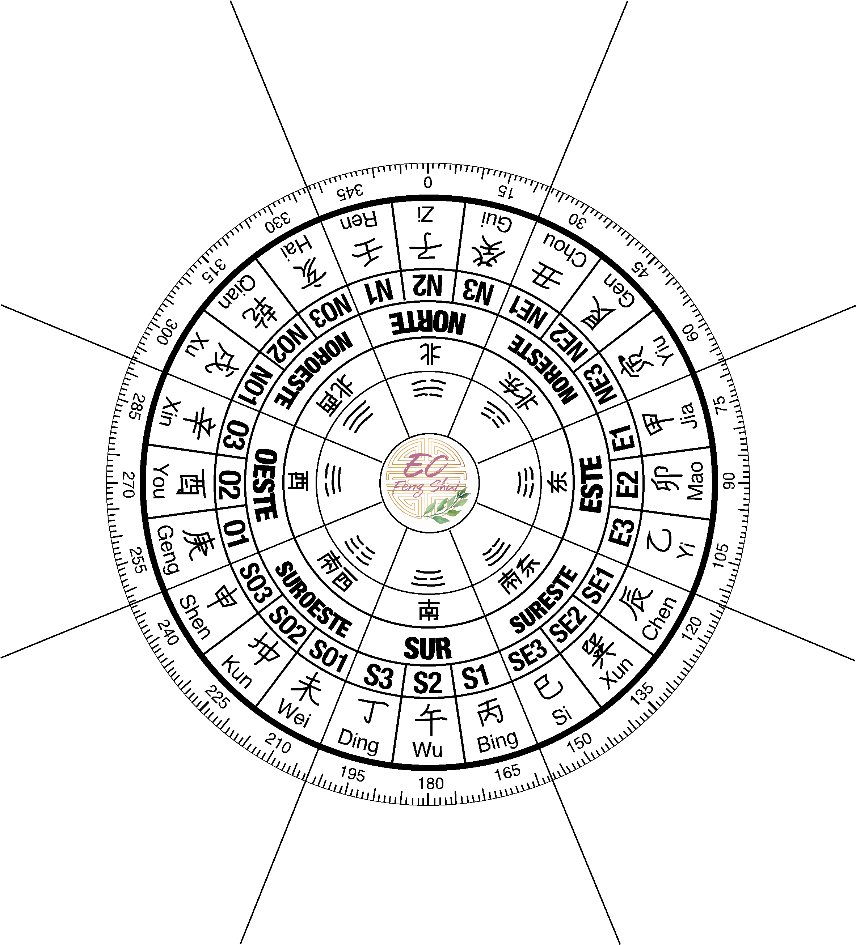 0
15
30
45
60
75
90
105
120
135
150
165
180
195
210
225
240
255
270
285
300
315
330
345
Zi
Gui
Chou
Gen
Yiu
Jia
Mao
Yi
Chen
Xun
Si
Bing
Wu
Ding
Wei
Kun
Shen
Geng
You
Xin
Xu
Qian
Hai
Ren
子
癸
丑
艮
寅
甲
卯
乙
辰
巽
巳
丙
午
丁
未
坤
申
庚
酉
辛
戌
乾
亥
壬
N2
N3
NE1
NE2
NE3
E1
E2
E3
SE1
SE2
SE3
S1
S2
S3
SO1
SO2
SO3
O1
O2
O3
NO1
NO2
NO3
N1
NORTE
NORESTE
ESTE
SURESTE
SUR
SUROESTE
OESTE
NOROESTE
北
北东
东
南东
南
南西
西
北西
☵
☶
☳
☴
☲
☷
☱
☰
EO
Feng Shui